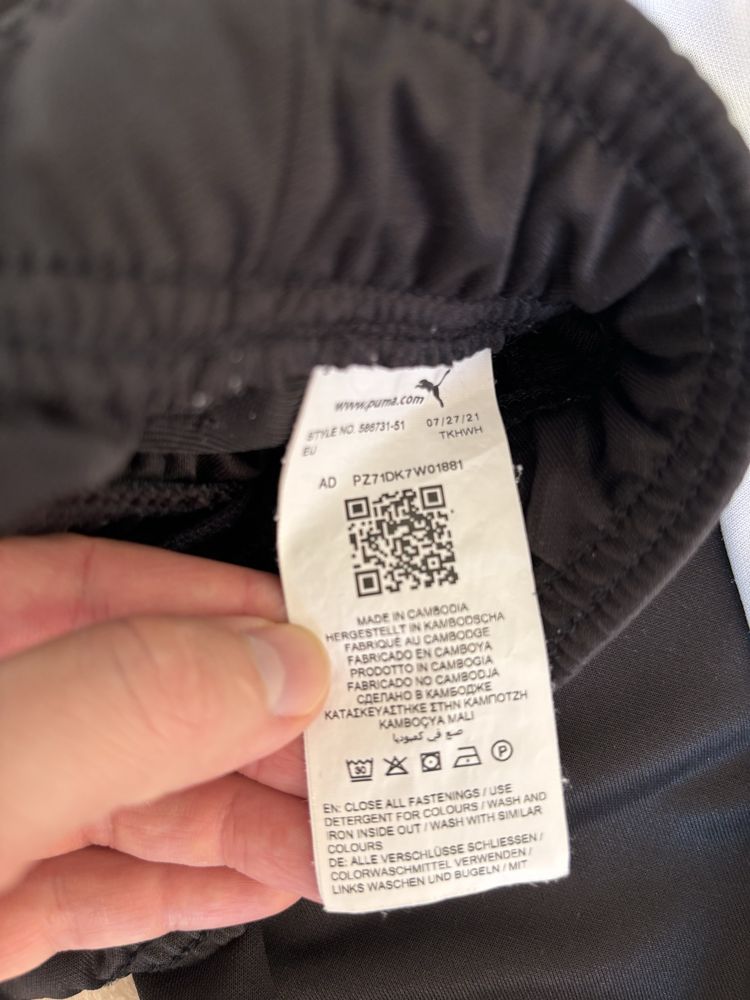 www.puma.com
STYLE NO. 586731-51 07/27/21
EU TKHWH
AD PZ71DK7W01881
MADE IN CAMBODIA
HERGESTELLT IN KAMBODSCHA
FABRIQUÉ AU CAMBODGE
FABRICADO EN CAMBOYA
PRODOTTO IN CAMBOGIA
FABRICADO NO CAMBODJA
СДЕЛАНО В КАМБОДЖЕ
ΚΑΤΑΣΚΕΥΑΣΤΗΚΕ ΣΤΗΝ ΚΑΜΠΟΤΖΗ
KAMBOÇYA MALI
صنع في كمبوديا
30 P
EN: CLOSE ALL FASTENINGS / USE
DETERGENT FOR COLOURS / WASH AND
IRON INSIDE OUT / WASH WITH SIMILAR
COLOURS
DE: ALLE VERSCHLÜSSE SCHLIESSEN /
COLORWASCHMITTEL VERWENDEN /
LINKS WASCHEN UND BÜGELN / MIT